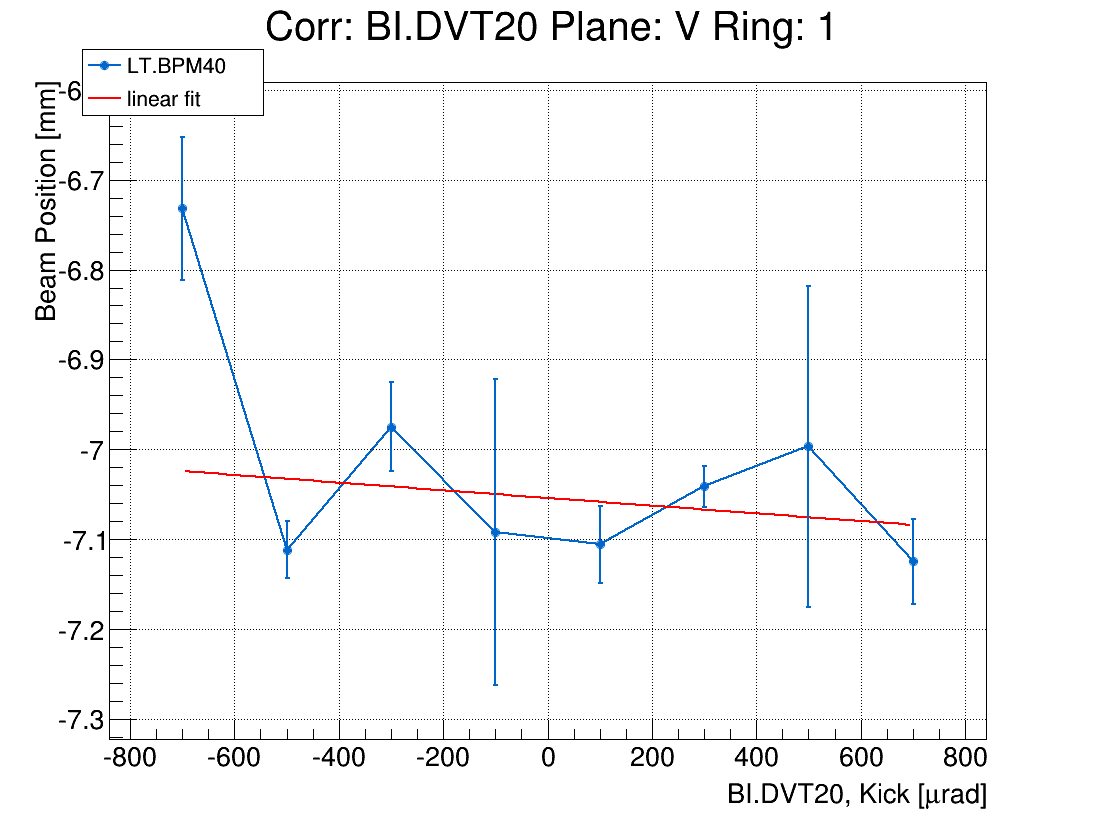 Corr: BI.DVT20 Plane: V Ring: 1
LT.BPM40
linear fit
Beam Position [mm]
-6
-6.7
-6.8
-6.9
-7
-7.1
-7.2
-7.3
-800 -600 -400 -200 0 200 400 600 800
BI.DVT20, Kick [μrad]